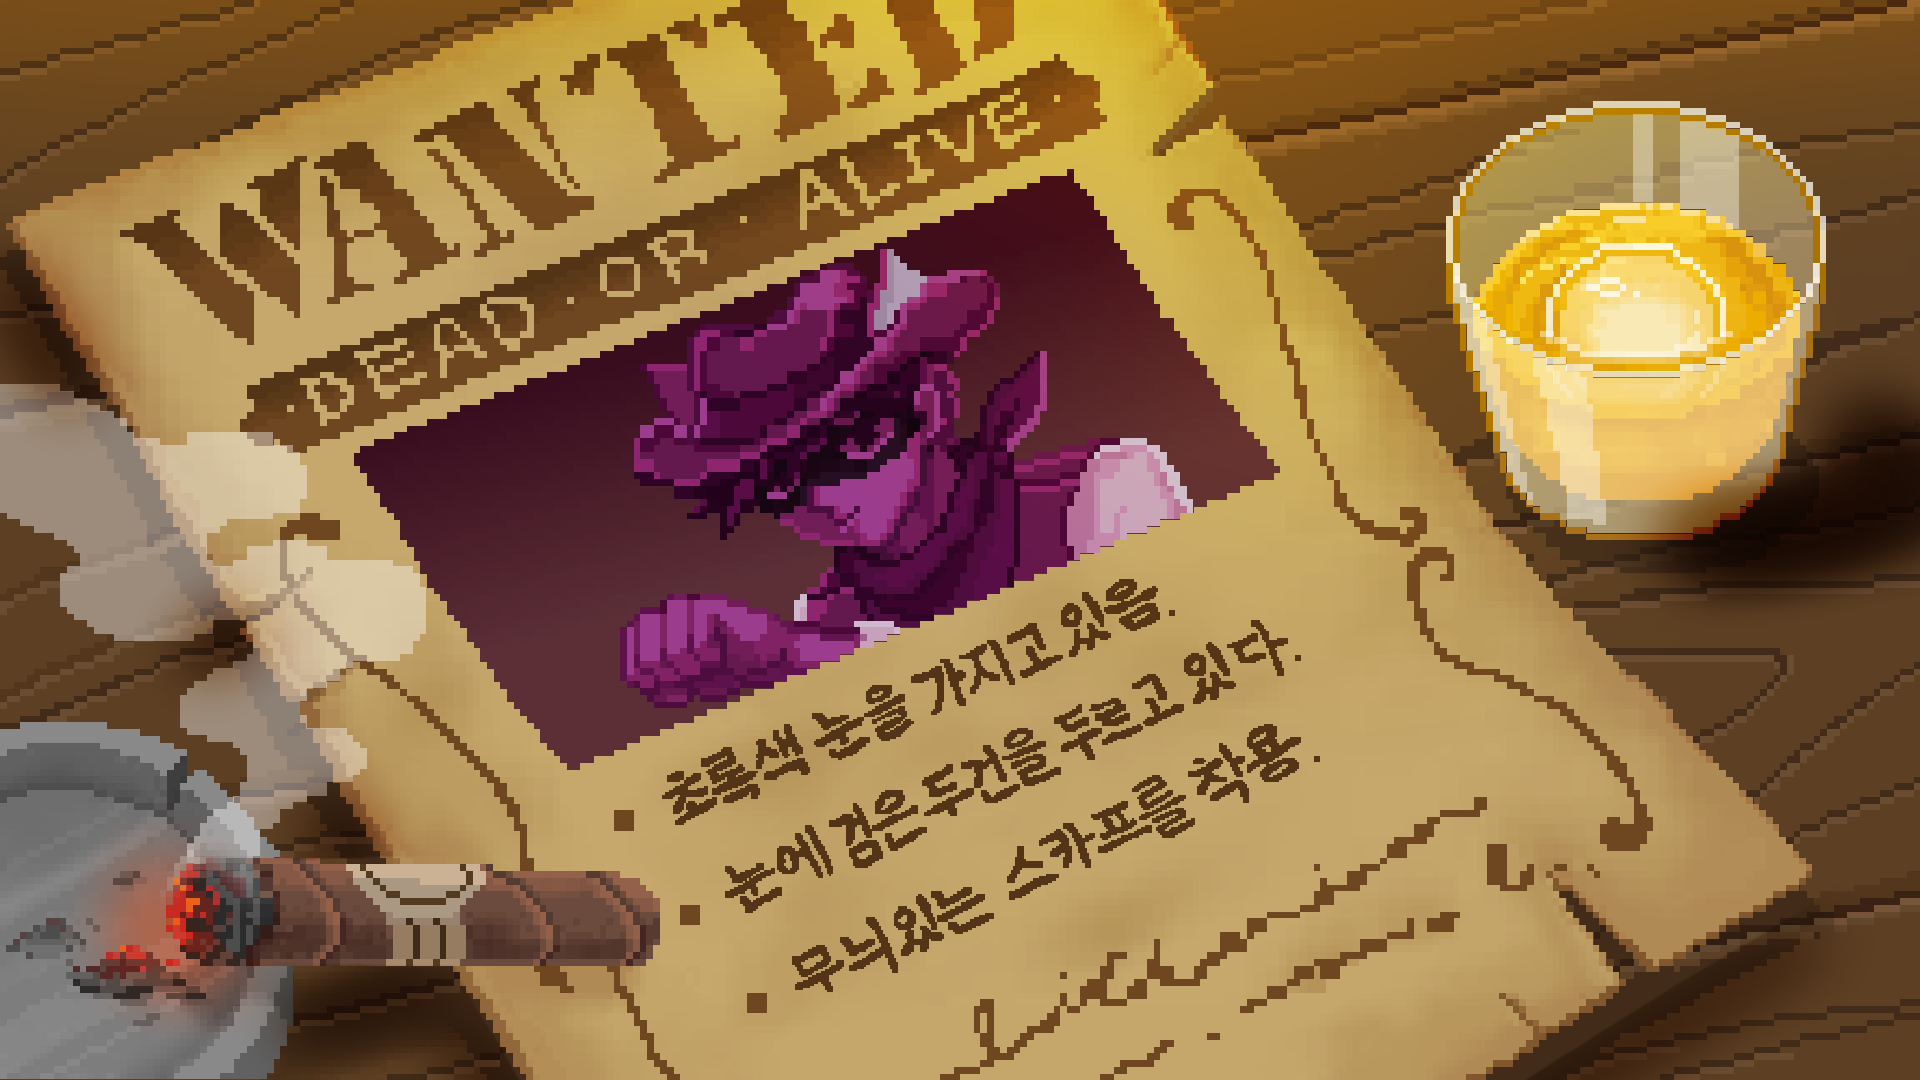 WANTED
DEAD · OR · ALIVE
· 초록색 눈을 가지고 있음.
· 눈에 검은 두건을 두르고 있다.
· 무늬있는 스카프를 착용.